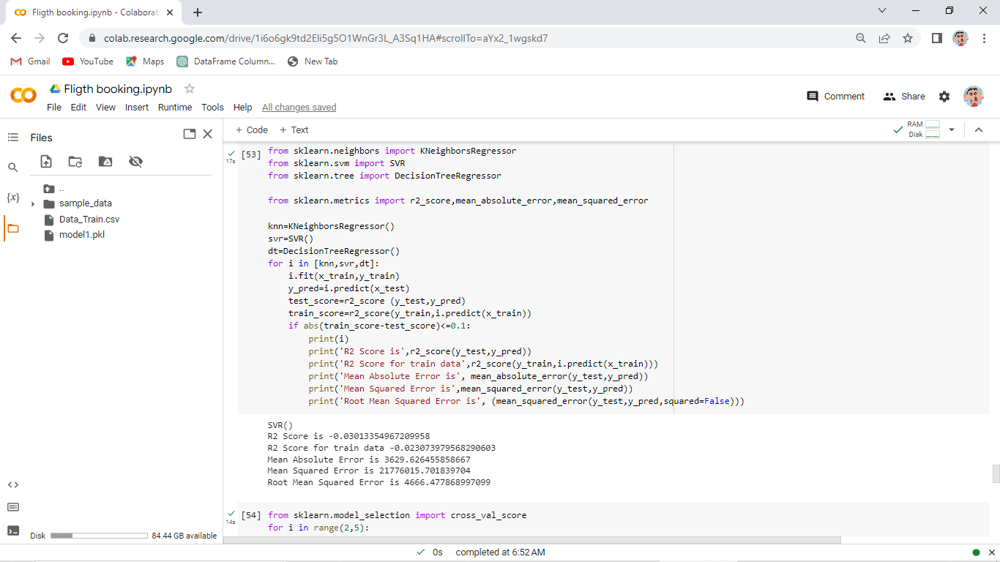 Fligth booking.ipynb - Colaborat
colab.research.google.com/drive/1i6o6gk9td2Eli5g5O1WnGr3L_A3Sq1HA#scrollTo=aYx2_1wgskd7
Gmail YouTube Maps DataFrame Column... New Tab
Fligth booking.ipynb
Comment Share
File Edit View Insert Runtime Tools Help All changes saved
Files
+ Code + Text
RAM
Disk
..
sample_data
Data_Train.csv
model1.pkl
{x}
[53]
17s
from sklearn.neighbors import KNeighborsRegressor
from sklearn.svm import SVR
from sklearn.tree import DecisionTreeRegressor
from sklearn.metrics import r2_score,mean_absolute_error,mean_squared_error
knn=KNeighborsRegressor()
svr=SVR()
dt=DecisionTreeRegressor()
for i in [knn,svr,dt]:
    i.fit(x_train,y_train)
    y_pred=i.predict(x_test)
    test_score=r2_score (y_test,y_pred)
    train_score=r2_score(y_train,i.predict(x_train))
    if abs(train_score-test_score)<=0.1:
        print(i)
        print('R2 Score is',r2_score(y_test,y_pred))
        print('R2 Score for train data',r2_score(y_train,i.predict(x_train)))
        print('Mean Absolute Error is', mean_absolute_error(y_test,y_pred))
        print('Mean Squared Error is',mean_squared_error(y_test,y_pred))
        print('Root Mean Squared Error is', (mean_squared_error(y_test,y_pred,squared=False)))
SVR()
R2 Score is -0.03013354967209958
R2 Score for train data -0.023073979568290603
Mean Absolute Error is 3629.626455858667
Mean Squared Error is 21776015.701839704
Root Mean Squared Error is 4666.477868997099
[54]
14s
from sklearn.model_selection import cross_val_score
for i in range(2,5):
Disk 84.44 GB available
0s completed at 6:52 AM